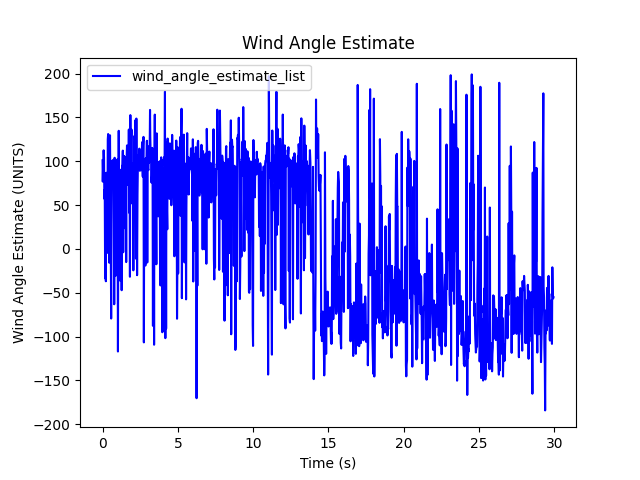 Wind Angle Estimate
wind_angle_estimate_list
200
150
100
50
0
−50
−100
−150
−200
Wind Angle Estimate (UNITS)
0 5 10 15 20 25 30
Time (s)